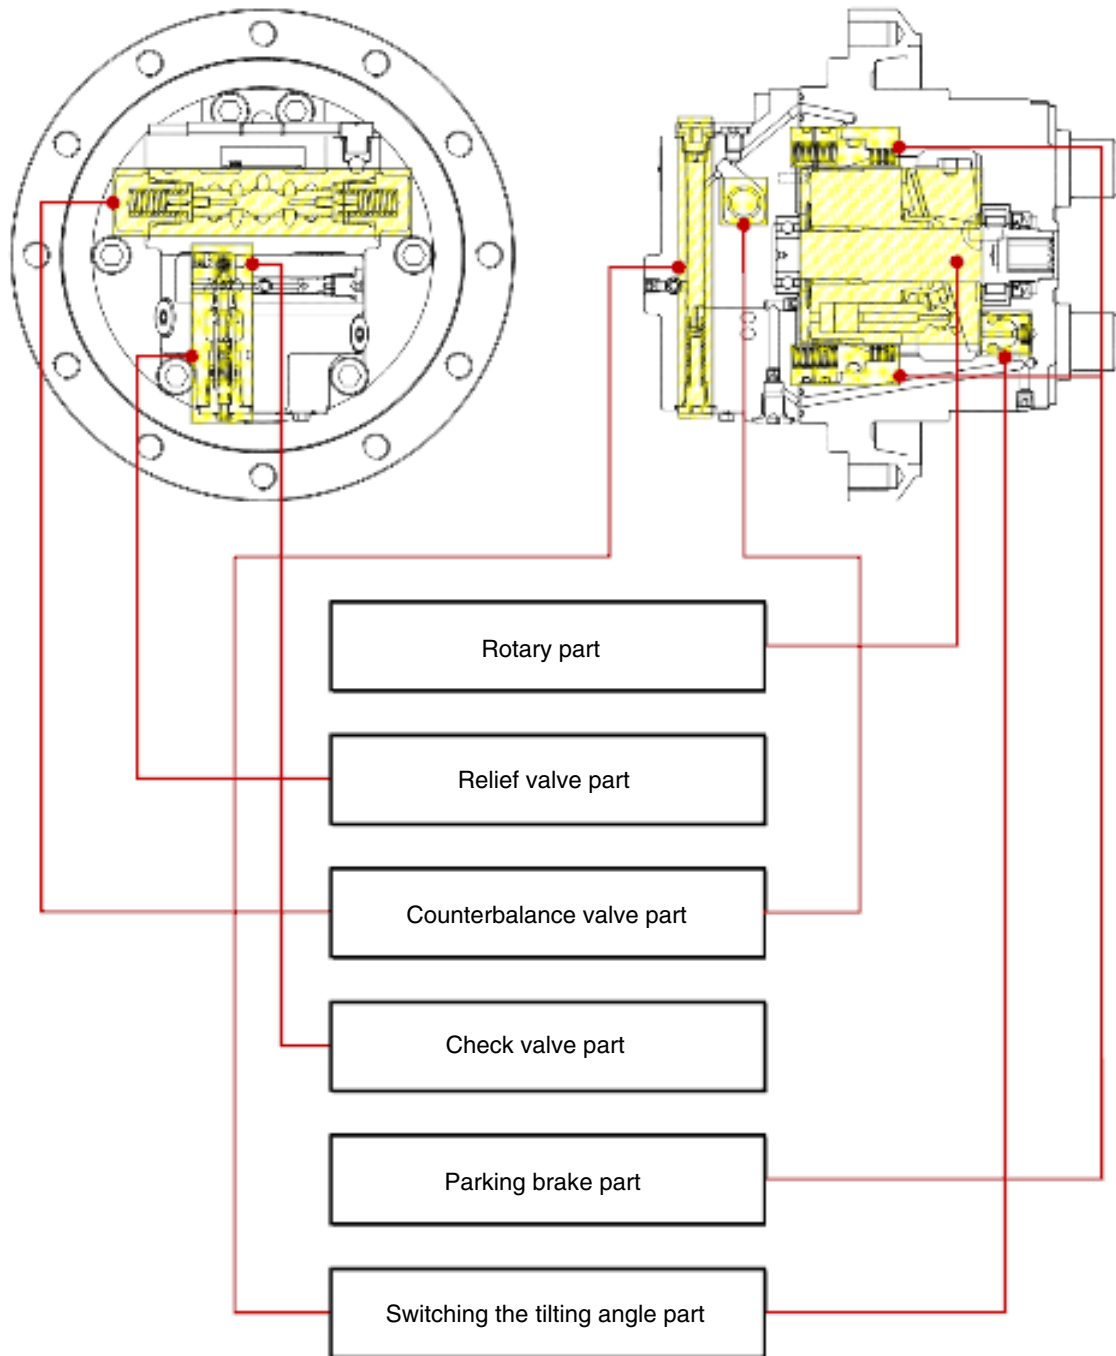 Rotary part
Relief valve part
Counterbalance valve part
Check valve part
Parking brake part
Switching the tilting angle part